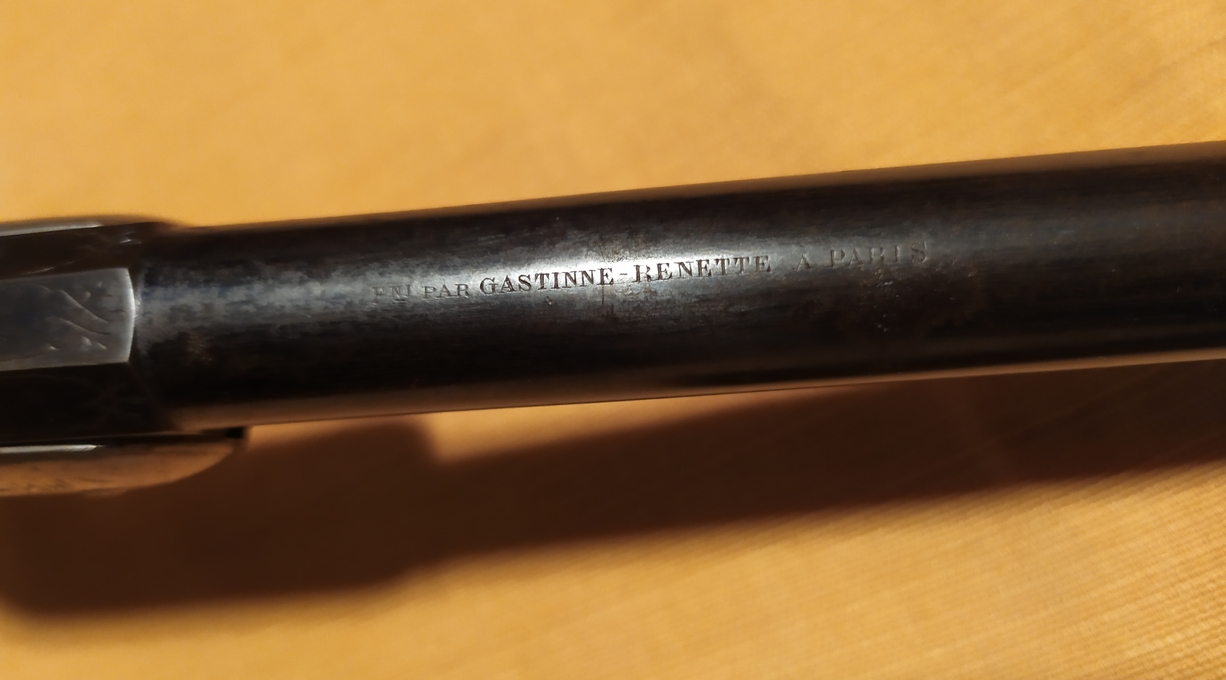 PAR GASTINNE-RENETTE À PARIS